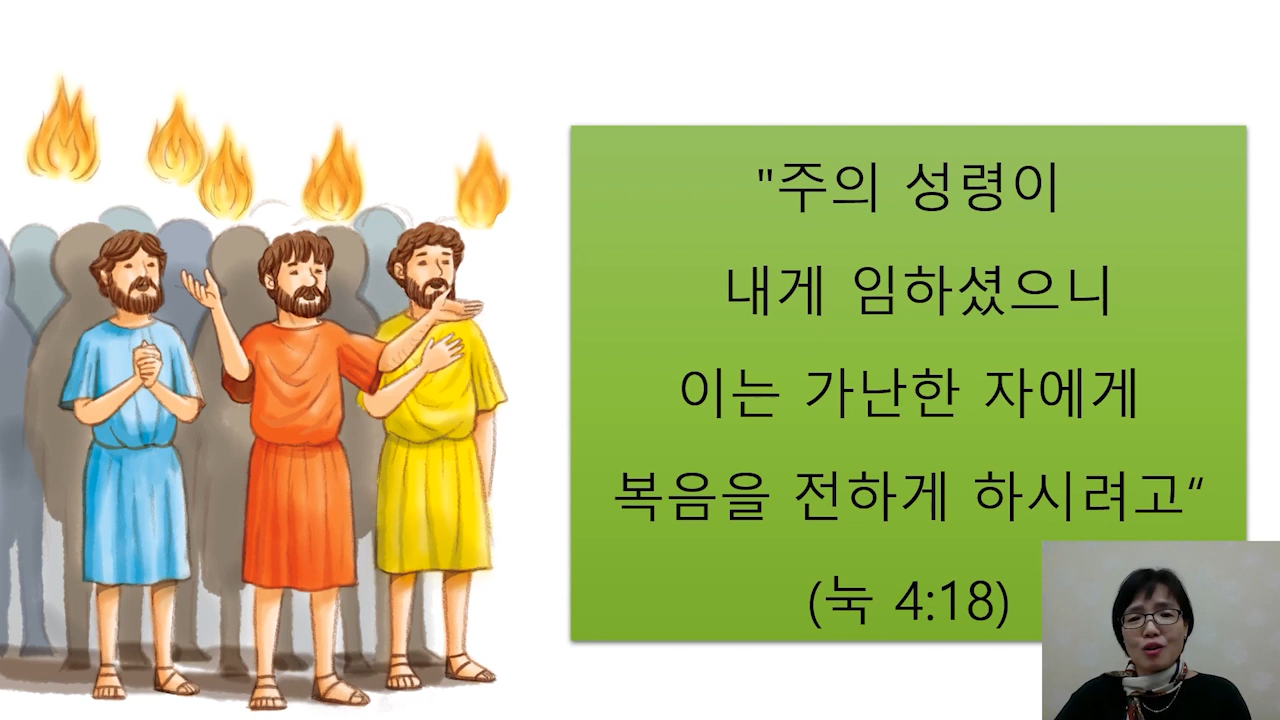 "주의 성령이
내게 임하셨으니
이는 가난한 자에게
복음을 전하게 하시려고“
(눅 4:18)